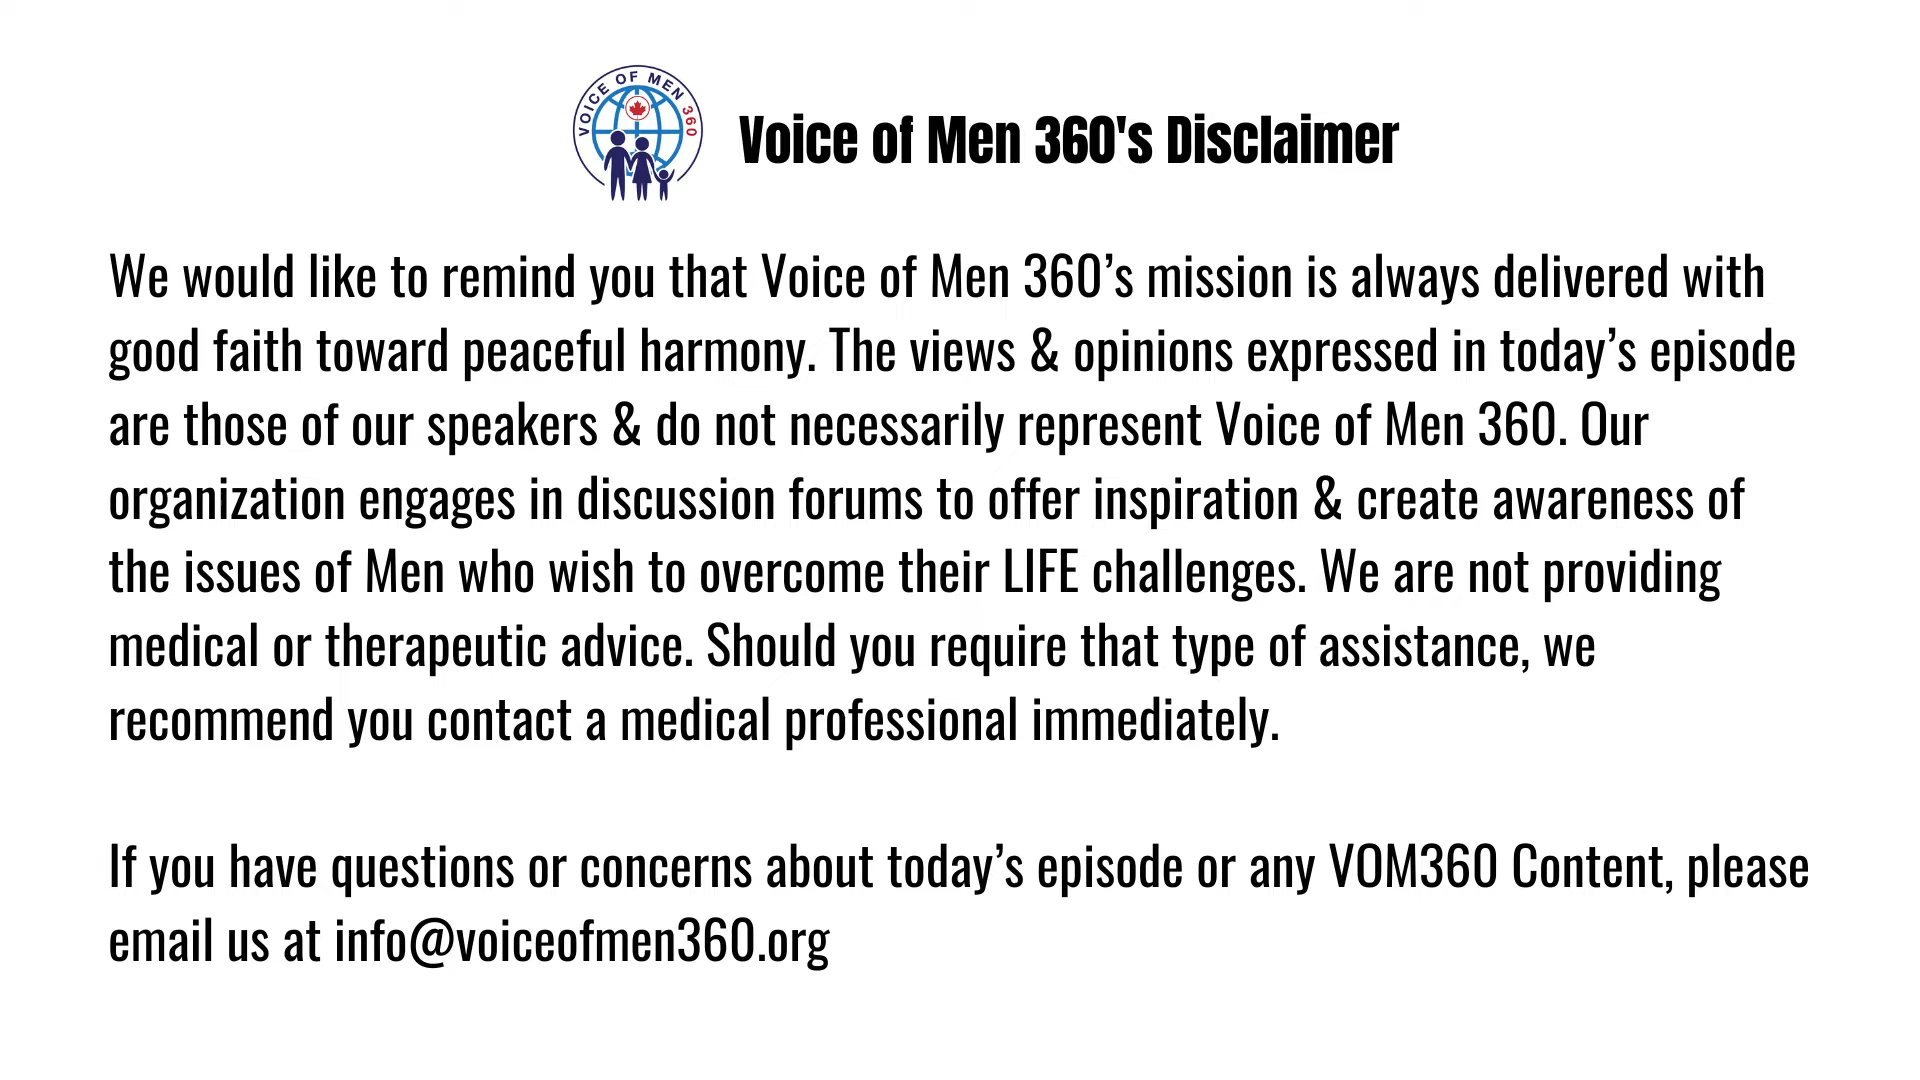 VOICE OF MEN 360
Voice of Men 360's Disclaimer
We would like to remind you that Voice of Men 360’s mission is always delivered with
good faith toward peaceful harmony. The views & opinions expressed in today’s episode
are those of our speakers & do not necessarily represent Voice of Men 360. Our
organization engages in discussion forums to offer inspiration & create awareness of
the issues of Men who wish to overcome their LIFE challenges. We are not providing
medical or therapeutic advice. Should you require that type of assistance, we
recommend you contact a medical professional immediately.
If you have questions or concerns about today’s episode or any VOM360 Content, please
email us at info@voiceofmen360.org